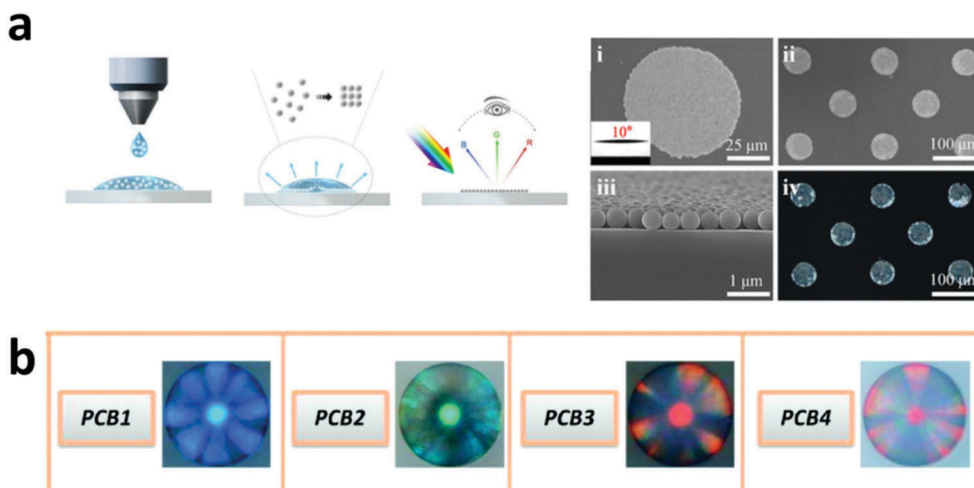 a
B
G
R
i
10°
25 μm
ii
100 μm
iii
1 μm
iv
100 μm
b
PCB1
PCB2
PCB3
PCB4